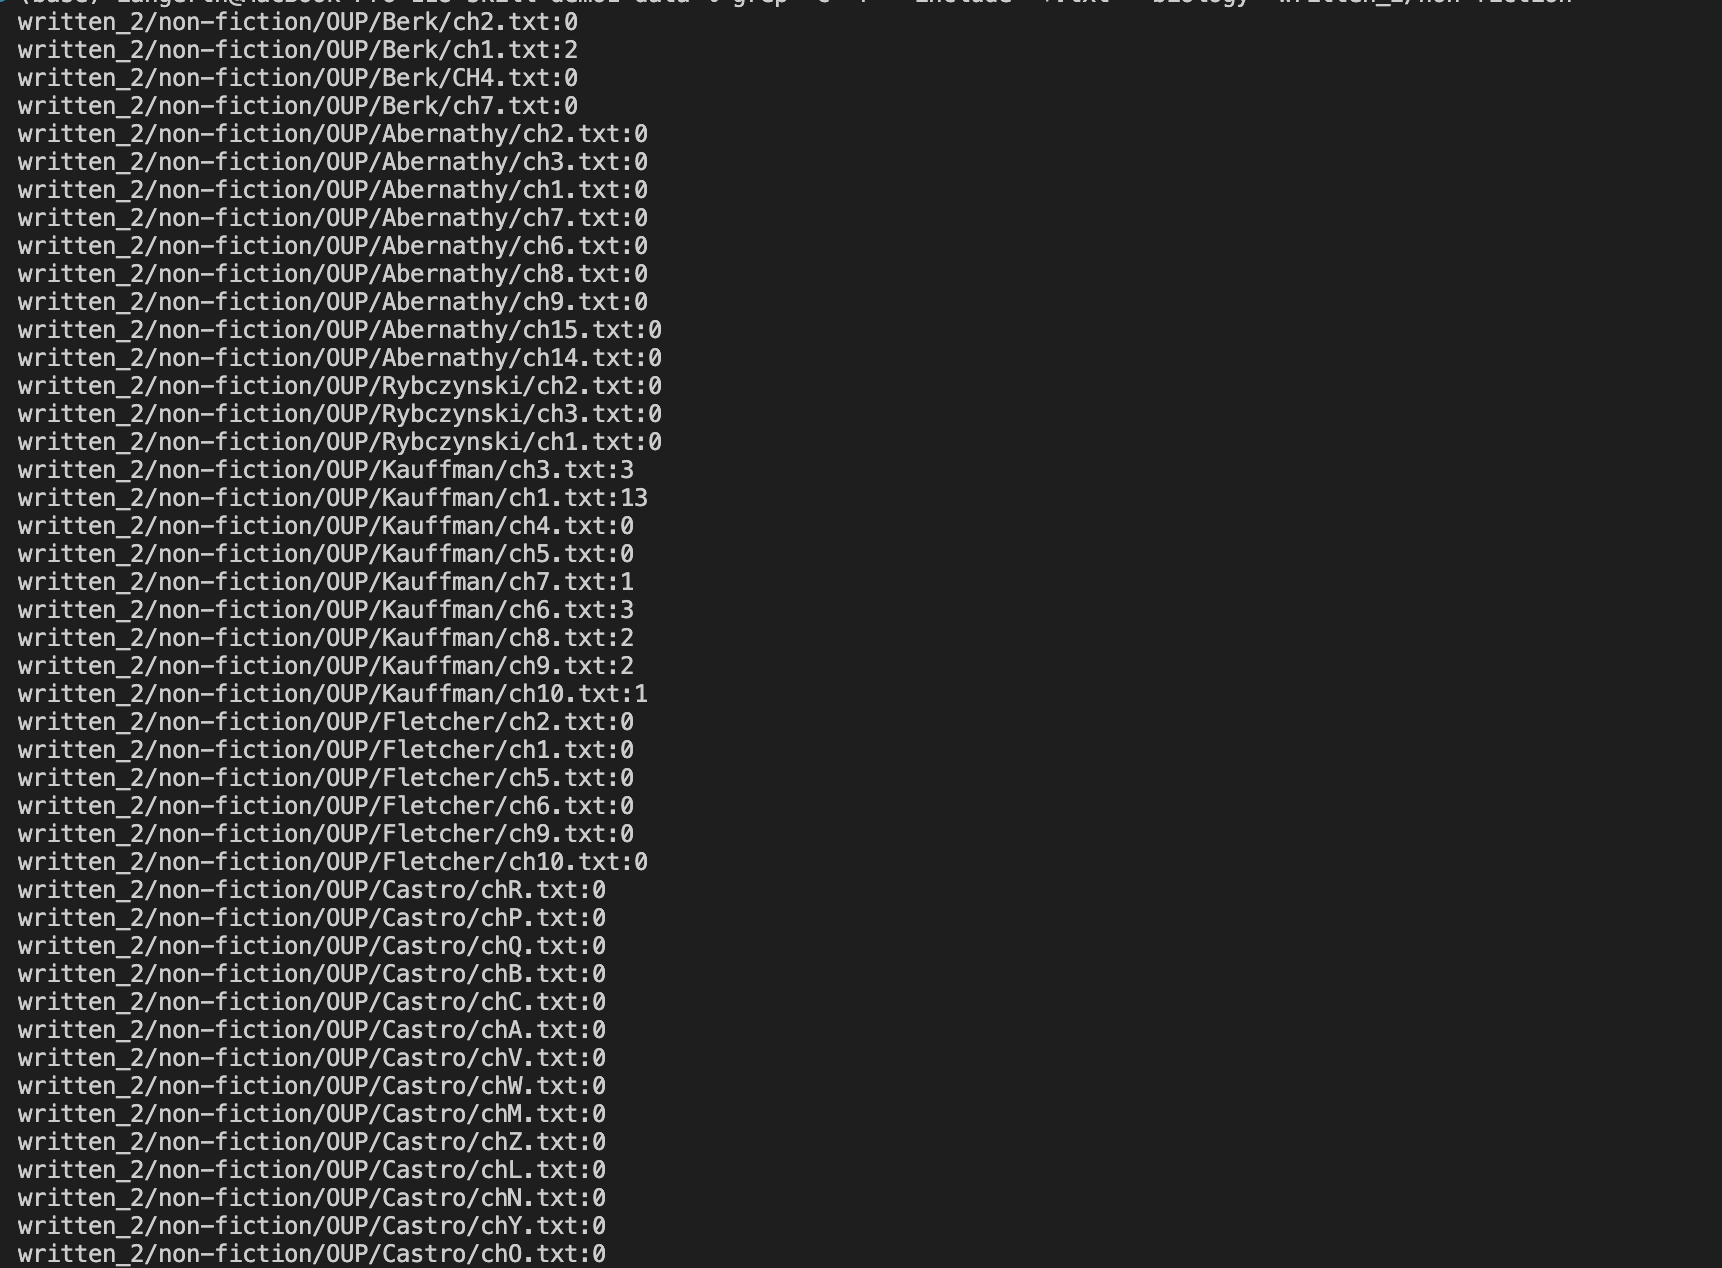 written_2/non-fiction/OUP/Berk/ch2.txt:0
written_2/non-fiction/OUP/Berk/ch1.txt:2
written_2/non-fiction/OUP/Berk/CH4.txt:0
written_2/non-fiction/OUP/Berk/ch7.txt:0
written_2/non-fiction/OUP/Abernathy/ch2.txt:0
written_2/non-fiction/OUP/Abernathy/ch3.txt:0
written_2/non-fiction/OUP/Abernathy/ch1.txt:0
written_2/non-fiction/OUP/Abernathy/ch7.txt:0
written_2/non-fiction/OUP/Abernathy/ch6.txt:0
written_2/non-fiction/OUP/Abernathy/ch8.txt:0
written_2/non-fiction/OUP/Abernathy/ch9.txt:0
written_2/non-fiction/OUP/Abernathy/ch15.txt:0
written_2/non-fiction/OUP/Abernathy/ch14.txt:0
written_2/non-fiction/OUP/Rybczynski/ch2.txt:0
written_2/non-fiction/OUP/Rybczynski/ch3.txt:0
written_2/non-fiction/OUP/Rybczynski/ch1.txt:0
written_2/non-fiction/OUP/Kauffman/ch3.txt:3
written_2/non-fiction/OUP/Kauffman/ch1.txt:13
written_2/non-fiction/OUP/Kauffman/ch4.txt:0
written_2/non-fiction/OUP/Kauffman/ch5.txt:0
written_2/non-fiction/OUP/Kauffman/ch7.txt:1
written_2/non-fiction/OUP/Kauffman/ch6.txt:3
written_2/non-fiction/OUP/Kauffman/ch8.txt:2
written_2/non-fiction/OUP/Kauffman/ch9.txt:2
written_2/non-fiction/OUP/Kauffman/ch10.txt:1
written_2/non-fiction/OUP/Fletcher/ch2.txt:0
written_2/non-fiction/OUP/Fletcher/ch1.txt:0
written_2/non-fiction/OUP/Fletcher/ch5.txt:0
written_2/non-fiction/OUP/Fletcher/ch6.txt:0
written_2/non-fiction/OUP/Fletcher/ch9.txt:0
written_2/non-fiction/OUP/Fletcher/ch10.txt:0
written_2/non-fiction/OUP/Castro/chR.txt:0
written_2/non-fiction/OUP/Castro/chP.txt:0
written_2/non-fiction/OUP/Castro/chQ.txt:0
written_2/non-fiction/OUP/Castro/chB.txt:0
written_2/non-fiction/OUP/Castro/chC.txt:0
written_2/non-fiction/OUP/Castro/chA.txt:0
written_2/non-fiction/OUP/Castro/chV.txt:0
written_2/non-fiction/OUP/Castro/chW.txt:0
written_2/non-fiction/OUP/Castro/chM.txt:0
written_2/non-fiction/OUP/Castro/chZ.txt:0
written_2/non-fiction/OUP/Castro/chL.txt:0
written_2/non-fiction/OUP/Castro/chN.txt:0
written_2/non-fiction/OUP/Castro/chY.txt:0
written_2/non-fiction/OUP/Castro/chO.txt:0